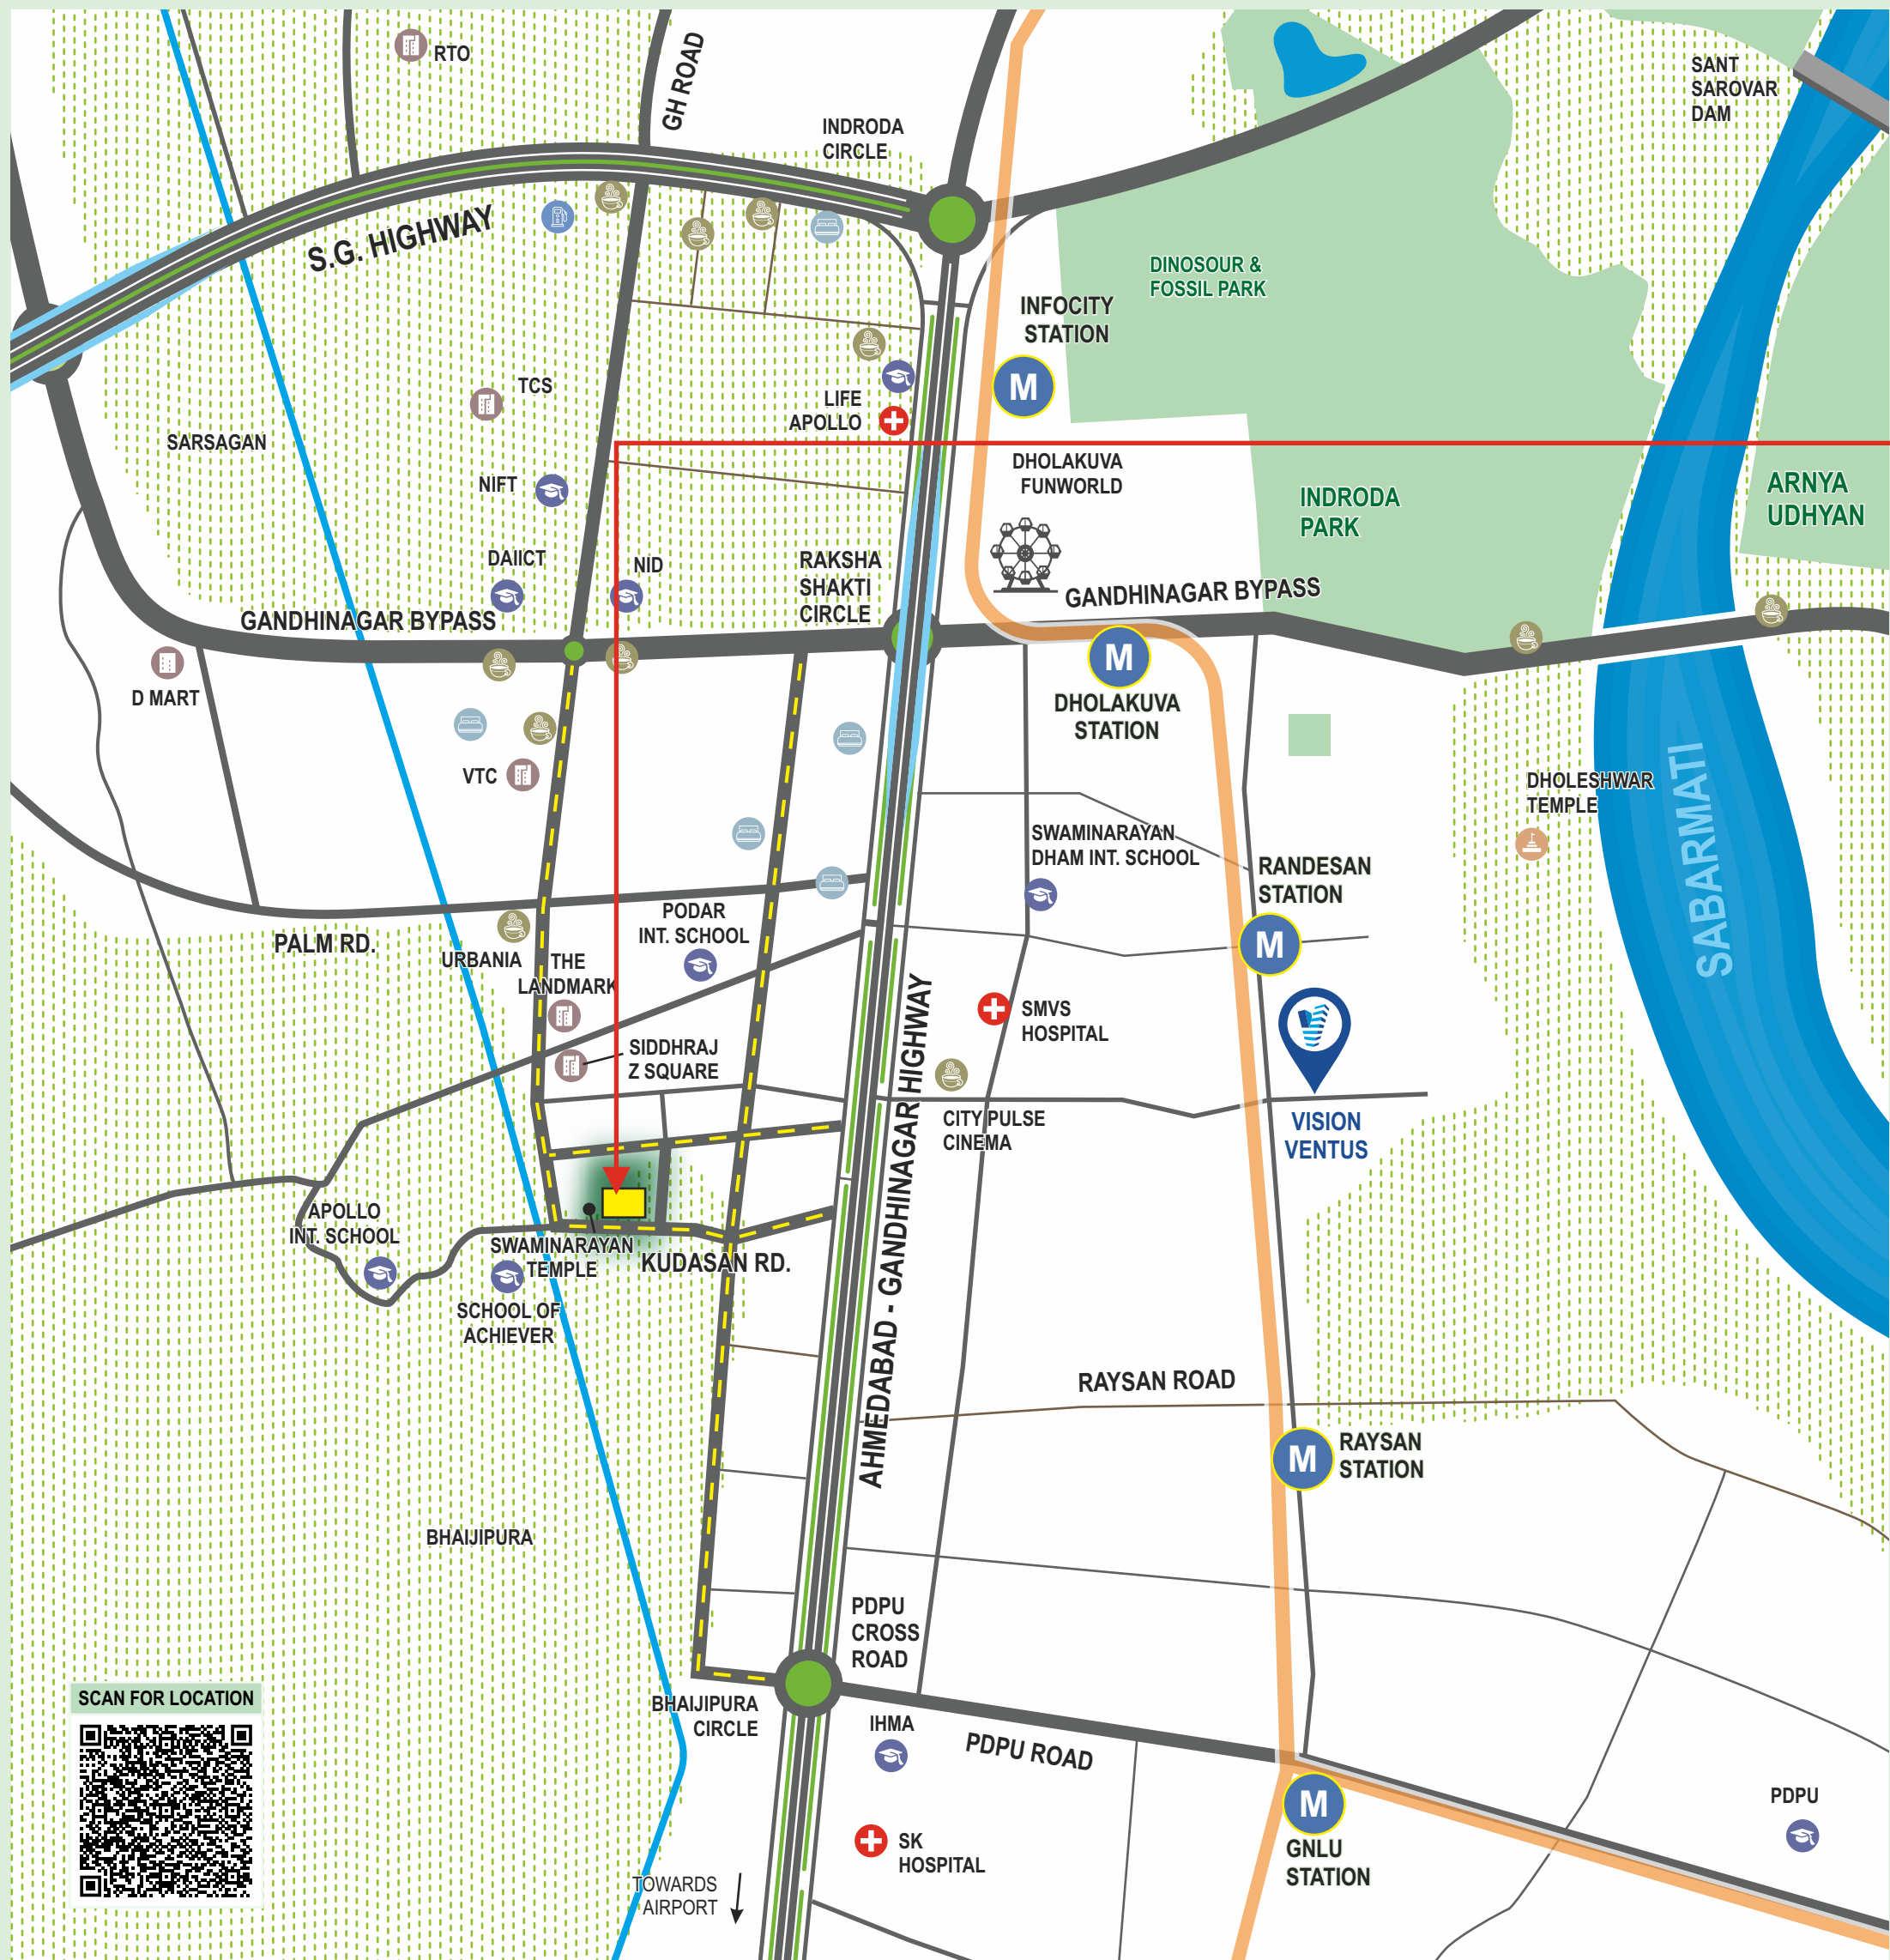 RTO
GH ROAD
INDRODA
CIRCLE
SANT
SAROVAR
DAM
S.G. HIGHWAY
DINOSOUR &
FOSSIL PARK
INFOCITY
STATION
M
TCS
LIFE
APOLLO
SARSAGAN
NIFT
DHOLAKUVA
FUNWORLD
INDRODA
PARK
ARNYA
UDHYAN
DAIICT
NID
RAKSHA
SHAKTI
CIRCLE
GANDHINAGAR BYPASS
GANDHINAGAR BYPASS
M
DHOLAKUVA
STATION
D MART
VTC
DHOLESHWAR
TEMPLE
SABARMATI
SWAMINARAYAN
DHAM INT. SCHOOL
RANDESAN
STATION
M
PODAR
INT. SCHOOL
PALM RD.
URBANIA
THE
LANDMARK
SMVS
HOSPITAL
SIDDHRAJ
Z SQUARE
CITY PULSE
CINEMA
VISION
VENTUS
AHMEDABAD - GANDHINAGAR HIGHWAY
APOLLO
INT. SCHOOL
SWAMINARAYAN
TEMPLE
KUDASAN RD.
SCHOOL OF
ACHIEVER
RAYSAN ROAD
M
RAYSAN
STATION
BHAIJIPURA
PDPU
CROSS
ROAD
SCAN FOR LOCATION
BHAIJIPURA
CIRCLE
IHMA
PDPU ROAD
M
GNLU
STATION
PDPU
SK
HOSPITAL
TOWARDS
AIRPORT